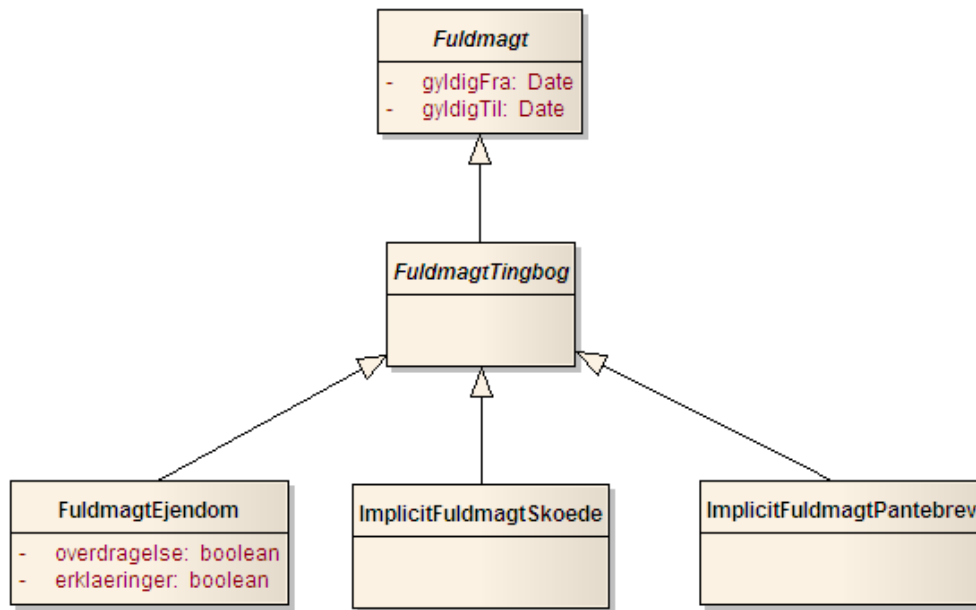 Fuldmagt
- gyldigFra: Date
- gyldigTil: Date
FuldmagtTingbog
FuldmagtEjendom
- overdragelse: boolean
- erklaeringer: boolean
ImplicitFuldmagtSkoede
ImplicitFuldmagtPantebrev